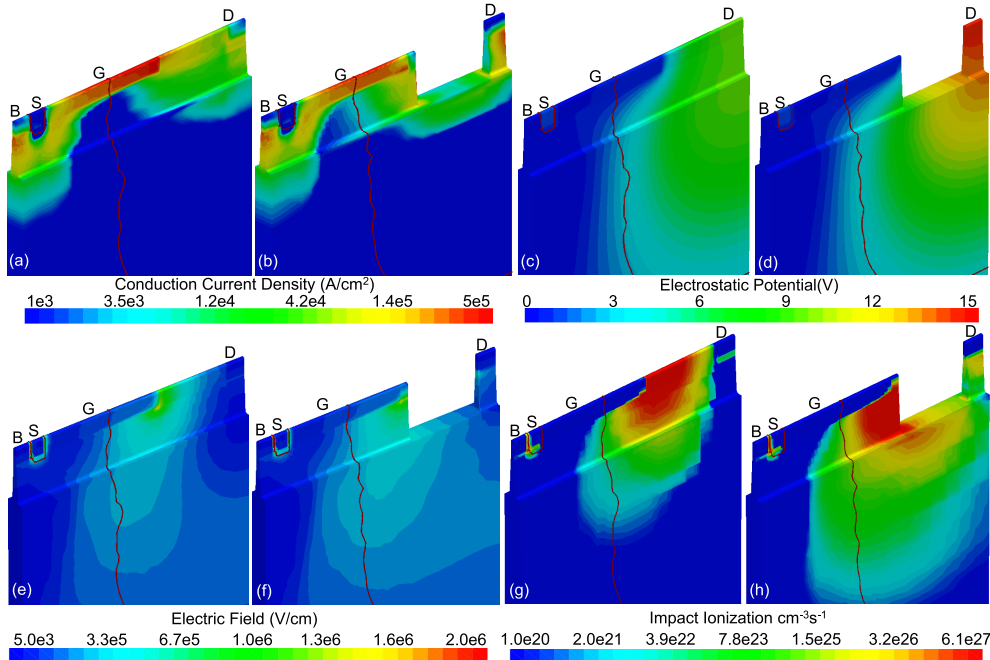 D
G
S
B
(a)
D
G
S
B
(b)
D
G
S
B
(c)
D
G
S
B
(d)
Conduction Current Density (A/cm²)
1e3 3.5e3 1.2e4 4.2e4 1.4e5 5e5
Electrostatic Potential(V)
0 3 6 9 12 15
D
G
S
B
(e)
D
G
S
B
(f)
D
G
S
B
(g)
D
G
S
B
(h)
Electric Field (V/cm)
5.0e3 3.3e5 6.7e5 1.0e6 1.3e6 1.6e6 2.0e6
Impact Ionization cm⁻³s⁻¹
1.0e20 2.0e21 3.9e22 7.8e23 1.5e25 3.2e26 6.1e27